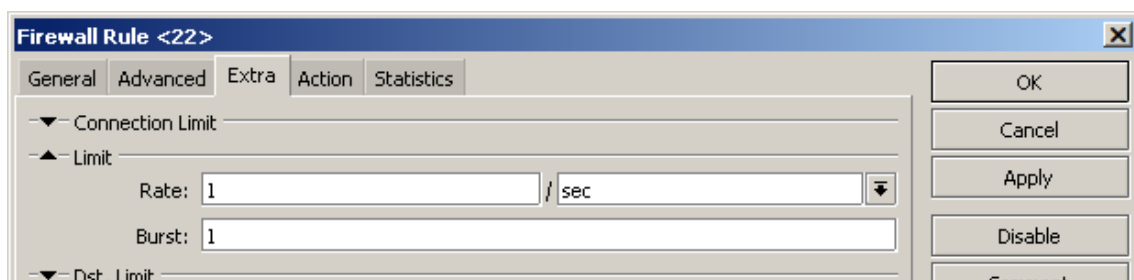 Firewall Rule <22>
General Advanced Extra Action Statistics
OK
Connection Limit
Cancel
Limit
Rate: 1 / sec
Apply
Burst: 1
Disable
Dst. Limit
Comment